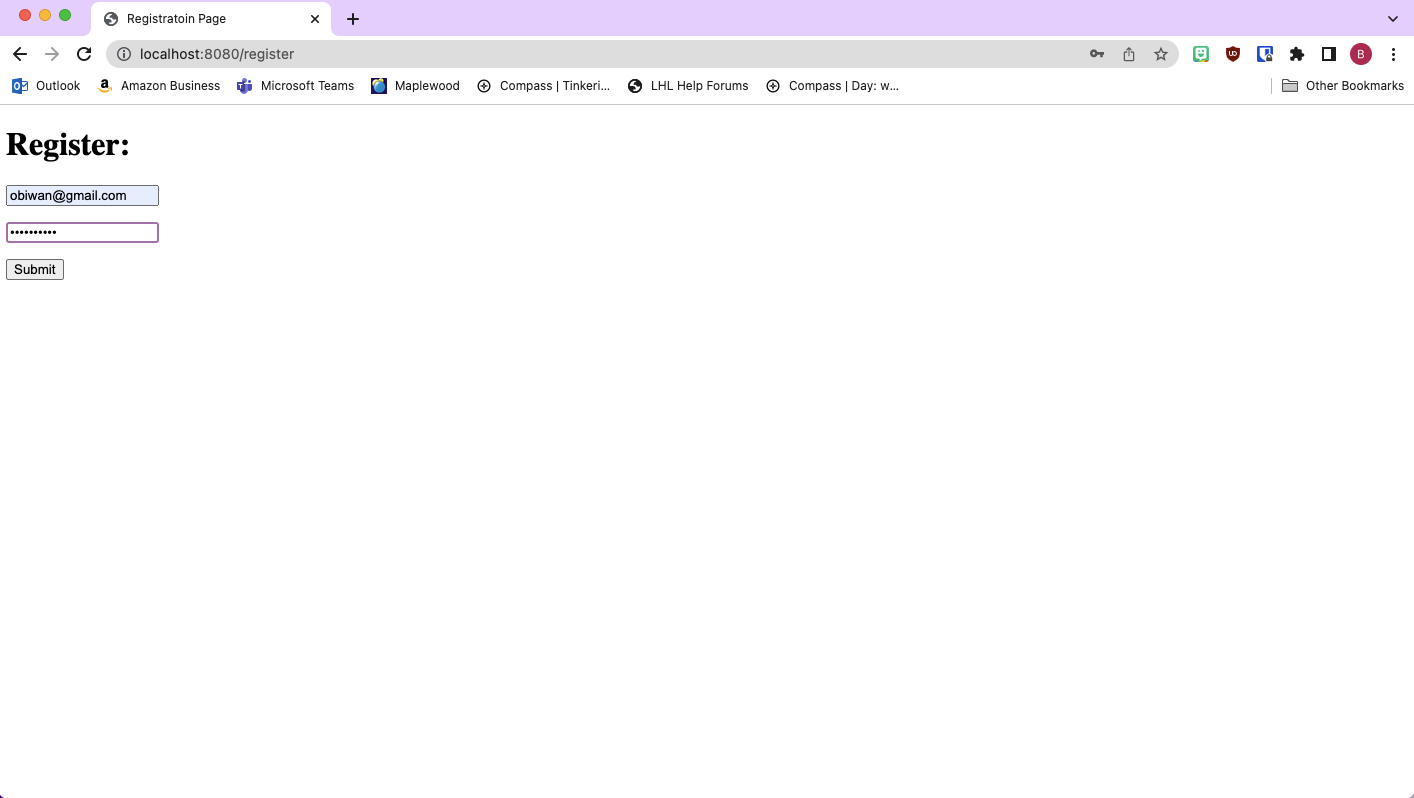 Registratoin Page
localhost:8080/register
B
Outlook Amazon Business Microsoft Teams Maplewood Compass | Tinkeri... LHL Help Forums Compass | Day: w... Other Bookmarks
Register:
obiwan@gmail.com
••••••••••
Submit